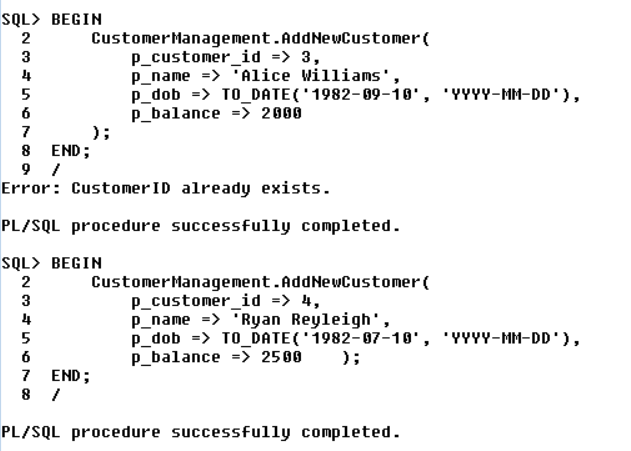 SQL> BEGIN
  2      CustomerManagement.AddNewCustomer(
  3          p_customer_id => 3,
  4          p_name => 'Alice Williams',
  5          p_dob => TO_DATE('1982-09-10', 'YYYY-MM-DD'),
  6          p_balance => 2000
  7      );
  8  END;
  9  /
Error: CustomerID already exists.

PL/SQL procedure successfully completed.

SQL> BEGIN
  2      CustomerManagement.AddNewCustomer(
  3          p_customer_id => 4,
  4          p_name => 'Ryan Reyleigh',
  5          p_dob => TO_DATE('1982-07-10', 'YYYY-MM-DD'),
  6          p_balance => 2500    );
  7  END;
  8  /

PL/SQL procedure successfully completed.